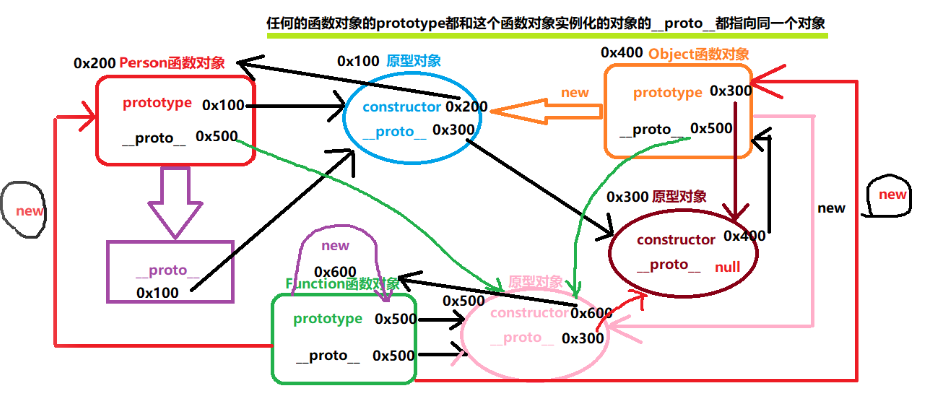 任何的函数对象的prototype都和这个函数对象实例化的对象的__proto__都指向同一个对象
0x200 Person函数对象
prototype 0x100
__proto__ 0x500
new
__proto__
0x100
0x100 原型对象
constructor 0x200
__proto__ 0x300
new
0x400 Object函数对象
prototype 0x300
__proto__ 0x500
new
new
0x300 原型对象
constructor 0x400
__proto__ null
new
0x600
Function函数对象
prototype 0x500
__proto__ 0x500
原型对象
0x500
constructor 0x600
__proto__ 0x300